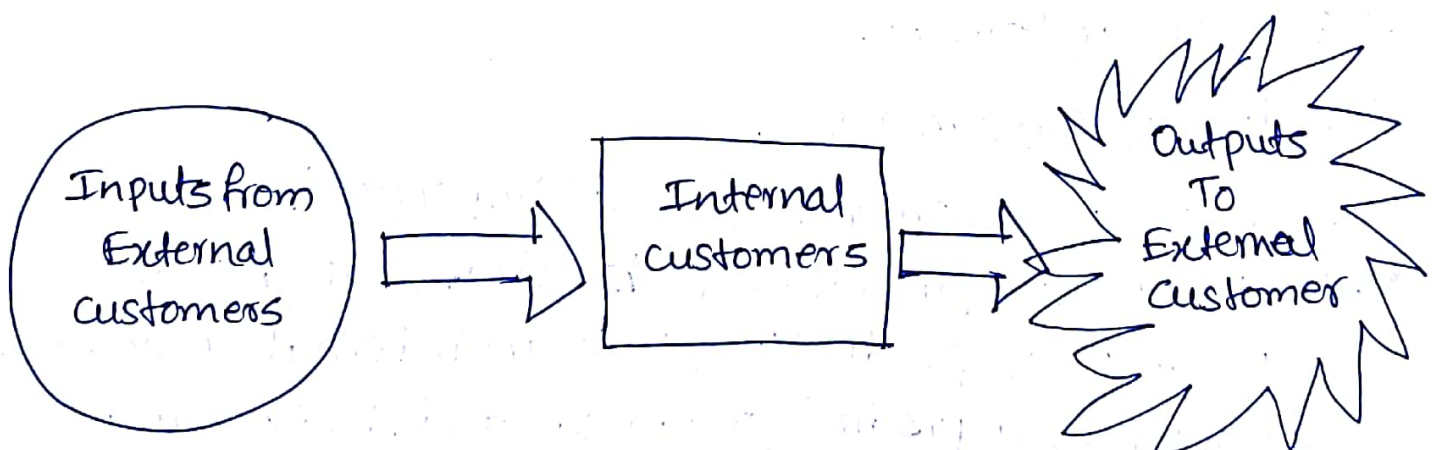 Inputs from
External
customers
Internal
customers
Outputs
To
External
Customer